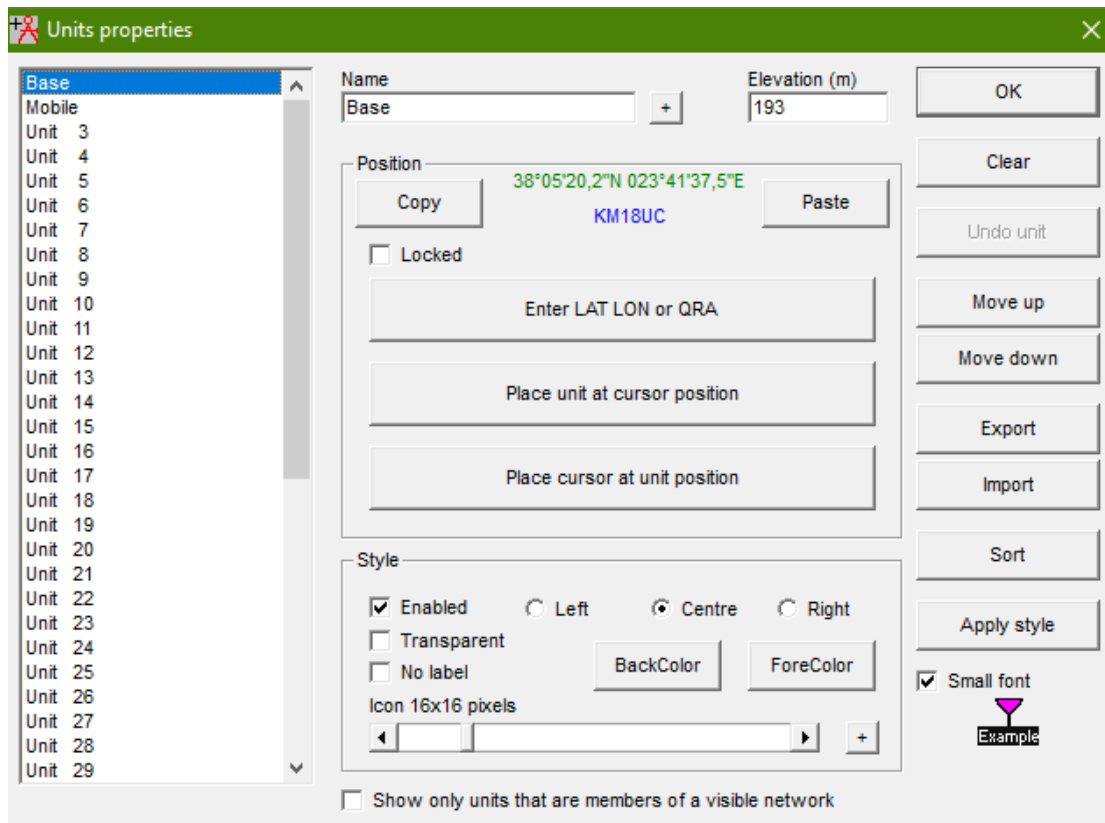 Units properties
Base
Mobile
Unit 3
Unit 4
Unit 5
Unit 6
Unit 7
Unit 8
Unit 9
Unit 10
Unit 11
Unit 12
Unit 13
Unit 14
Unit 15
Unit 16
Unit 17
Unit 18
Unit 19
Unit 20
Unit 21
Unit 22
Unit 23
Unit 24
Unit 25
Unit 26
Unit 27
Unit 28
Unit 29
Name
Base
+
Elevation (m)
193
Position
Copy
38°05'20,2"N 023°41'37,5"E
KM18UC
Paste
Locked
Enter LAT LON or QRA
Place unit at cursor position
Place cursor at unit position
Style
Enabled
Left
Centre
Right
Transparent
No label
BackColor
ForeColor
Icon 16x16 pixels
+
Show only units that are members of a visible network
OK
Clear
Undo unit
Move up
Move down
Export
Import
Sort
Apply style
Small font
Example